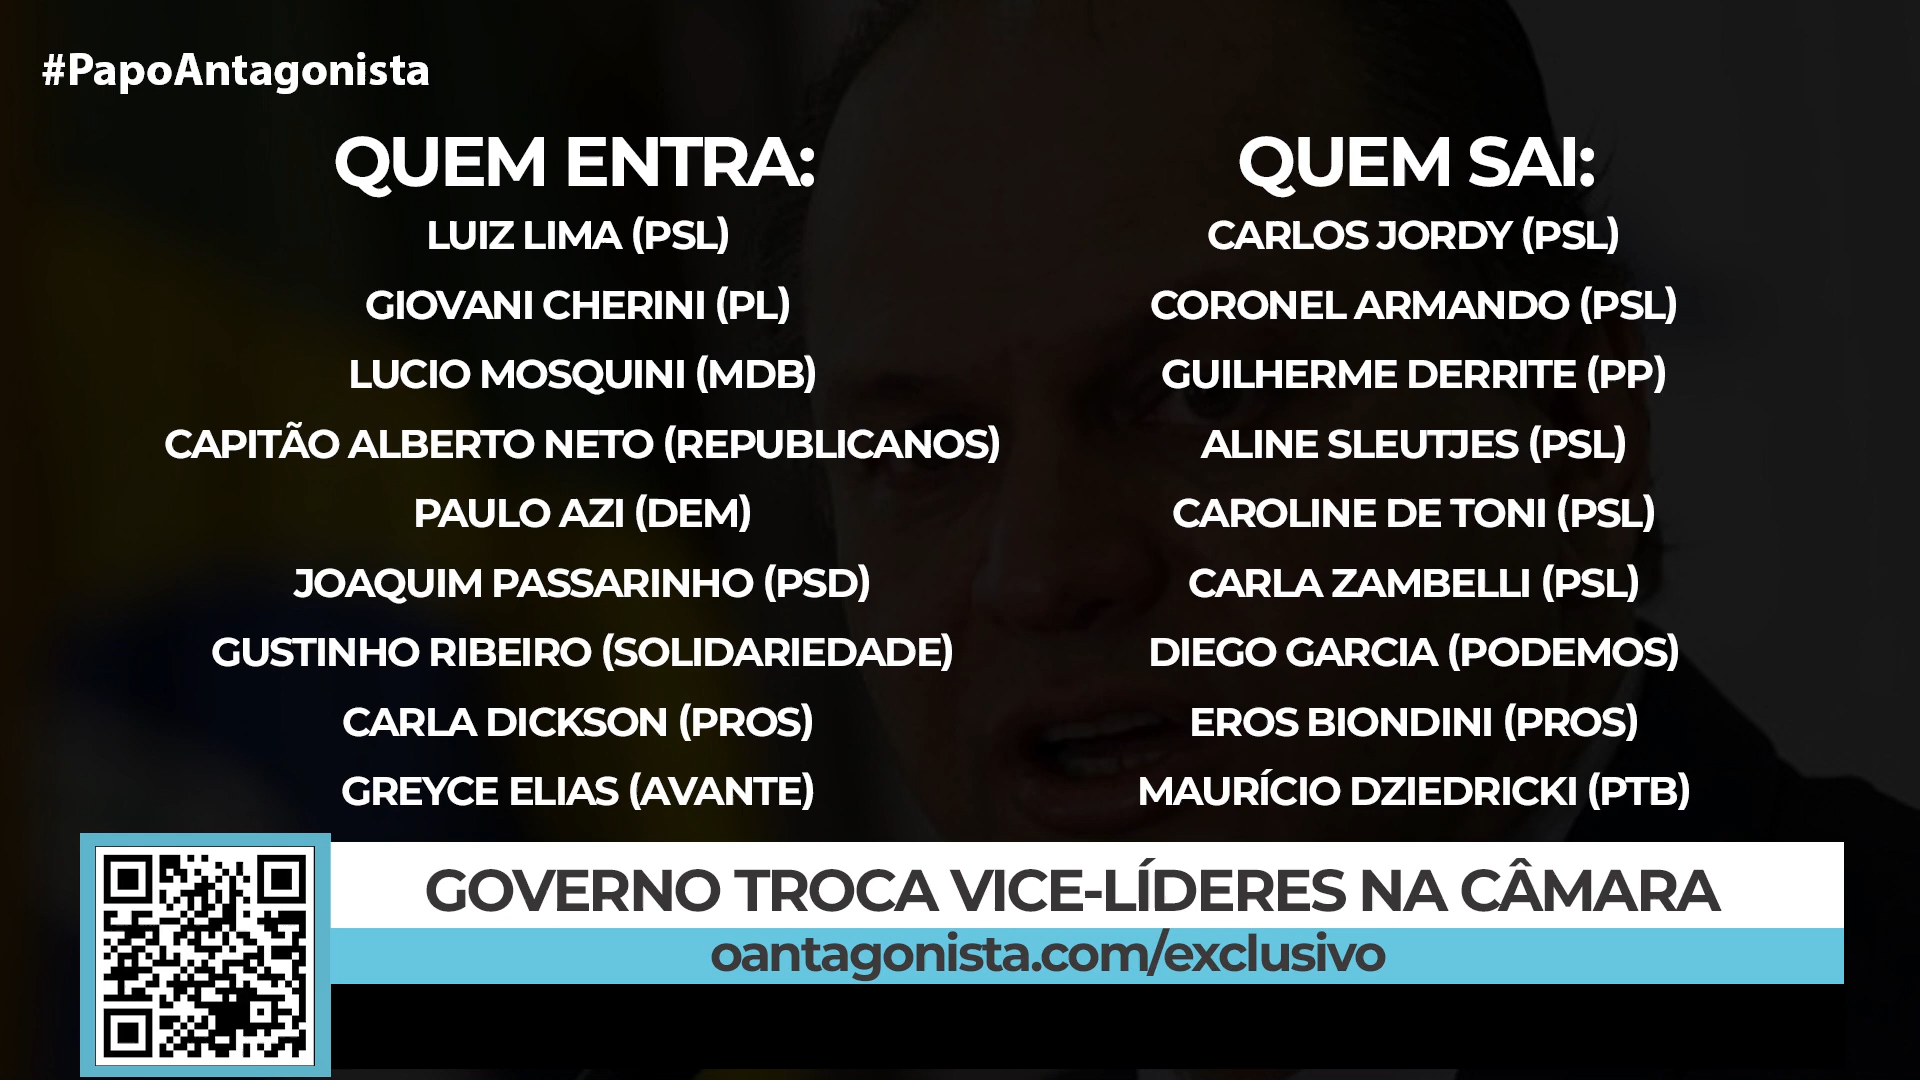 #PapoAntagonista
QUEM ENTRA:
LUIZ LIMA (PSL)
GIOVANI CHERINI (PL)
LUCIO MOSQUINI (MDB)
CAPITÃO ALBERTO NETO (REPUBLICANOS)
PAULO AZI (DEM)
JOAQUIM PASSARINHO (PSD)
GUSTINHO RIBEIRO (SOLIDARIEDADE)
CARLA DICKSON (PROS)
GREYCE ELIAS (AVANTE)
QUEM SAI:
CARLOS JORDY (PSL)
CORONEL ARMANDO (PSL)
GUILHERME DERRITE (PP)
ALINE SLEUTJES (PSL)
CAROLINE DE TONI (PSL)
CARLA ZAMBELLI (PSL)
DIEGO GARCIA (PODEMOS)
EROS BIONDINI (PROS)
MAURÍCIO DZIEDRICKI (PTB)
GOVERNO TROCA VICE-LÍDERES NA CÂMARA
oantagonista.com/exclusivo